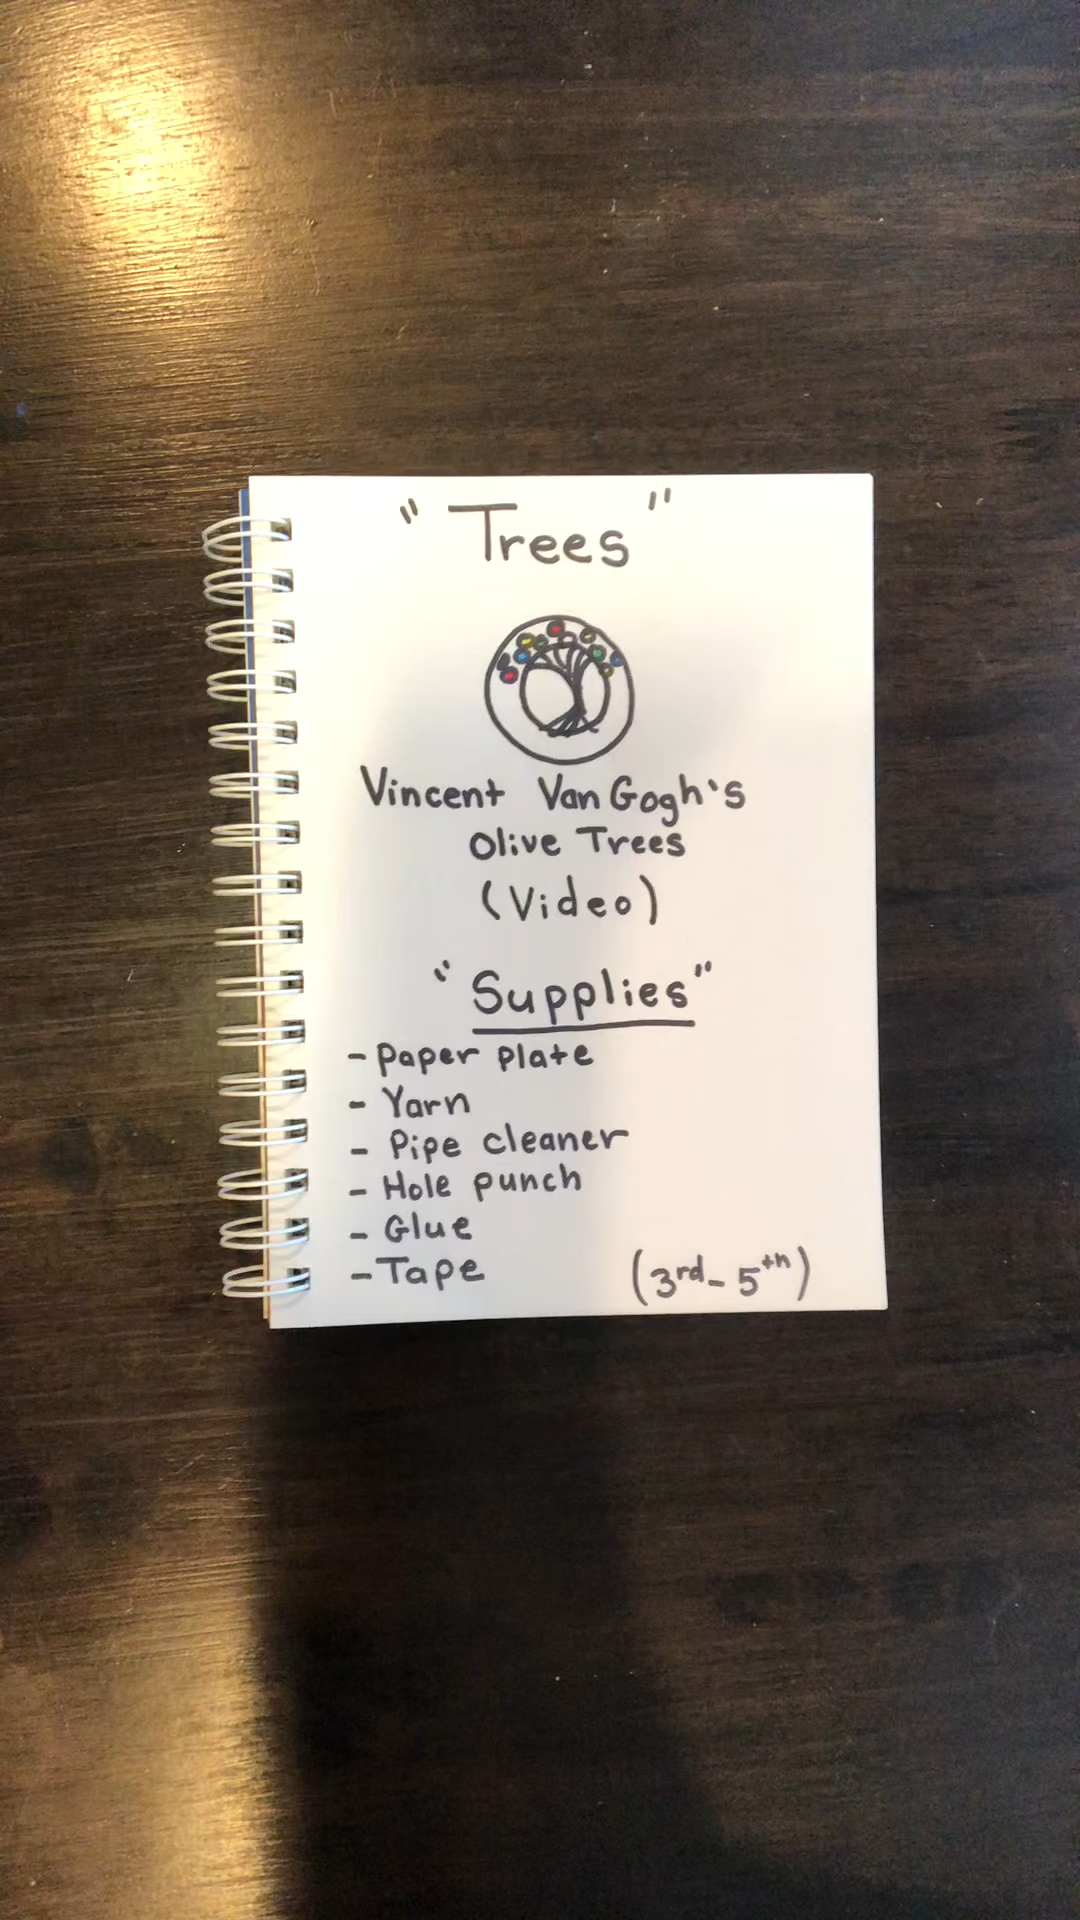 "Trees"
Vincent Van Gogh's
Olive Trees
(Video)
"Supplies"
- Paper plate
- Yarn
- Pipe cleaner
- Hole punch
- Glue
- Tape (3rd - 5th)